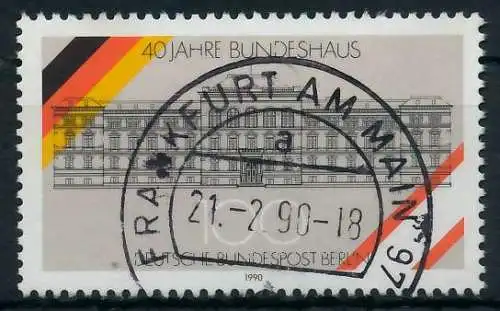 40 JAHRE BUNDESHAUS
FRANKFURT AM MAIN 97
a
21.-2.90-18
100
DEUTSCHE BUNDESPOST BERLIN
1990